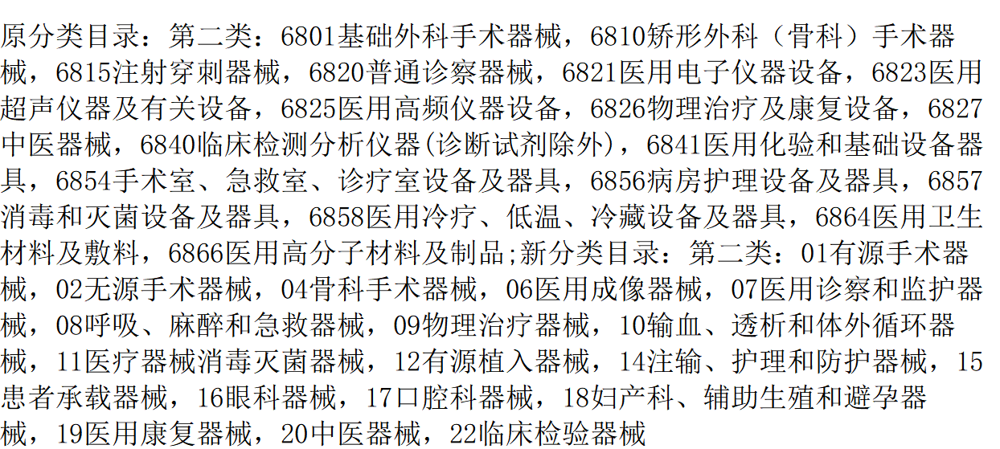 原分类目录：第二类：6801基础外科手术器械，6810矫形外科（骨科）手术器
械，6815注射穿刺器械，6820普通诊察器械，6821医用电子仪器设备，6823医用
超声仪器及有关设备，6825医用高频仪器设备，6826物理治疗及康复设备，6827
中医器械，6840临床检测分析仪器(诊断试剂除外)，6841医用化验和基础设备器
具，6854手术室、急救室、诊疗室设备及器具，6856病房护理设备及器具，6857
消毒和灭菌设备及器具，6858医用冷疗、低温、冷藏设备及器具，6864医用卫生
材料及敷料，6866医用高分子材料及制品;新分类目录：第二类：01有源手术器
械，02无源手术器械，04骨科手术器械，06医用成像器械，07医用诊察和监护器
械，08呼吸、麻醉和急救器械，09物理治疗器械，10输血、透析和体外循环器
械，11医疗器械消毒灭菌器械，12有源植入器械，14注输、护理和防护器械，15
患者承载器械，16眼科器械，17口腔科器械，18妇产科、辅助生殖和避孕器
械，19医用康复器械，20中医器械，22临床检验器械